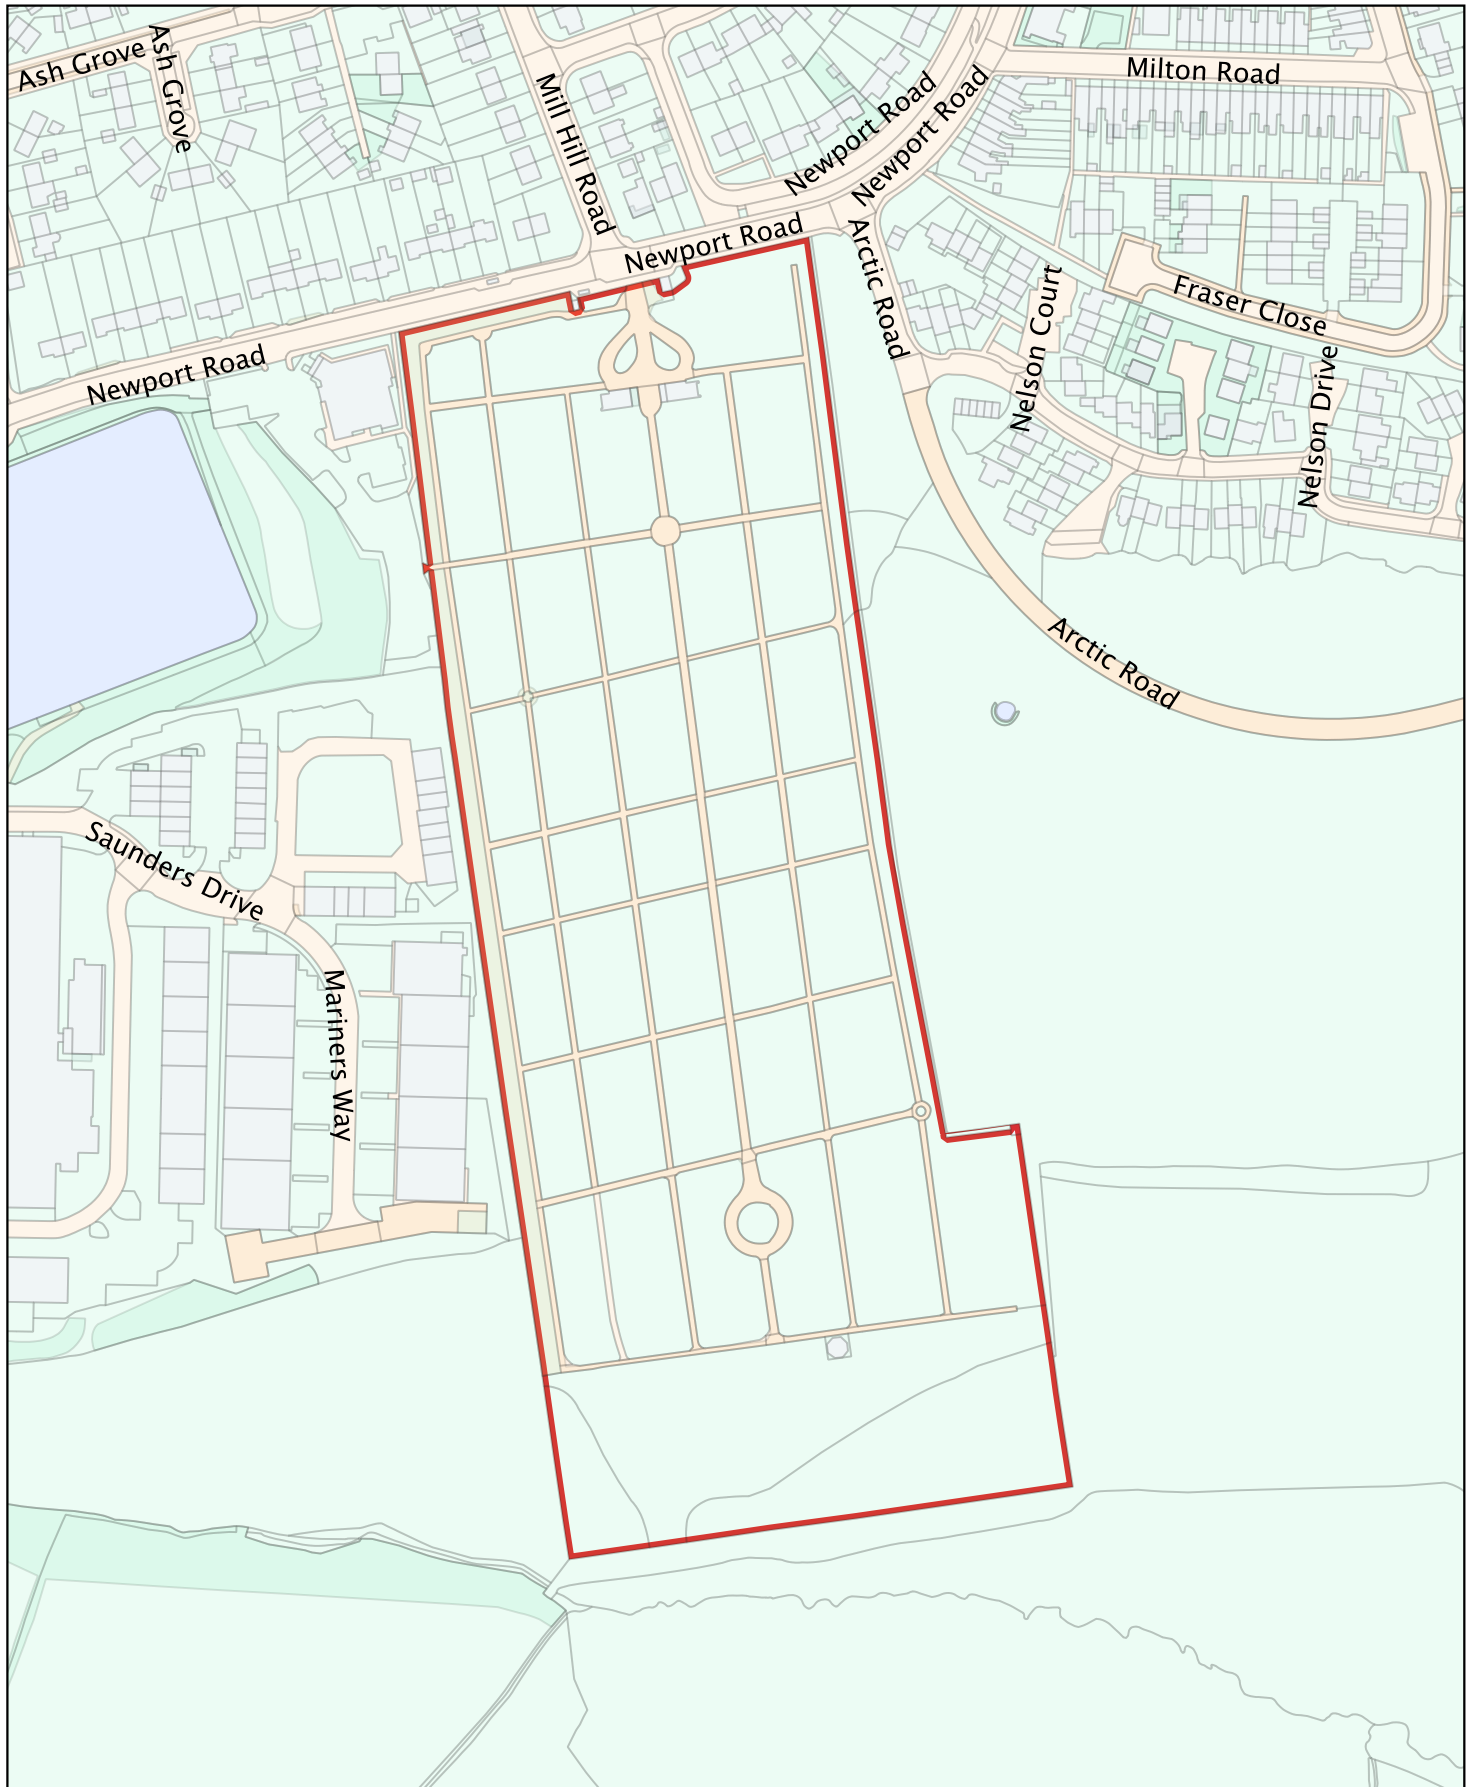 Ash Grove
Ash Grove
Mill Hill Road
Newport Road
Newport Road
Milton Road
Newport Road
Arctic Road
Nelson Court
Fraser Close
Newport Road
Nelson Drive
Arctic Road
Saunders Drive
Mariners Way